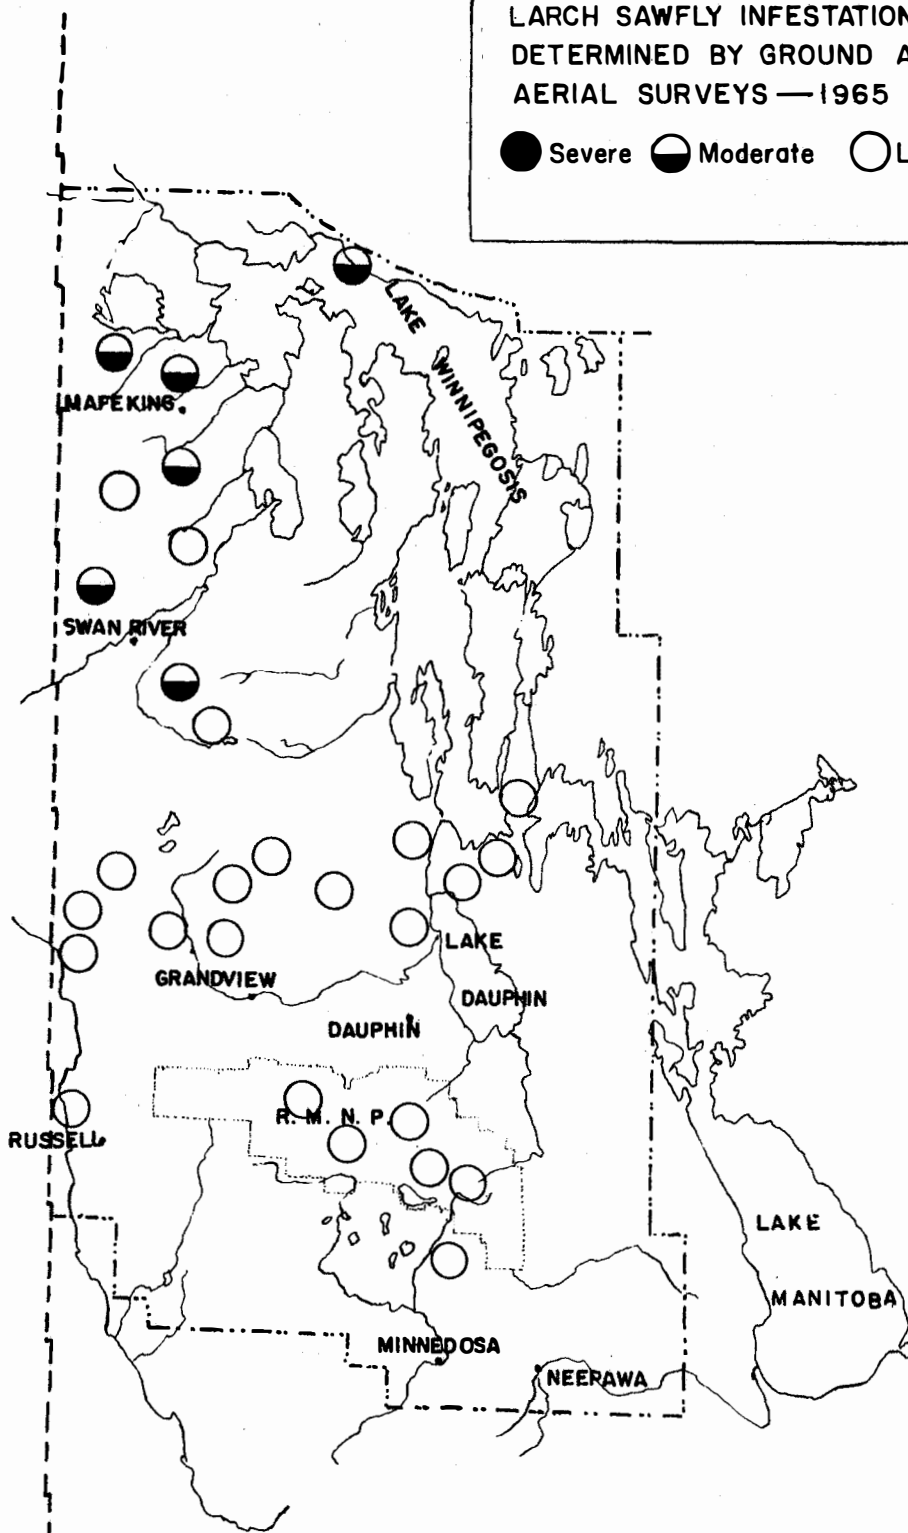 LARCH SAWFLY INFESTATION
DETERMINED BY GROUND A
AERIAL SURVEYS — 1965
Severe Moderate L
LAKE WINNIPEGOSIS
MAFEKING
SWAN RIVER
LAKE
DAUPHIN
GRANDVIEW
DAUPHIN
R. M. N. P.
RUSSELL
LAKE
MANITOBA
MINNEDOSA
NEEPAWA